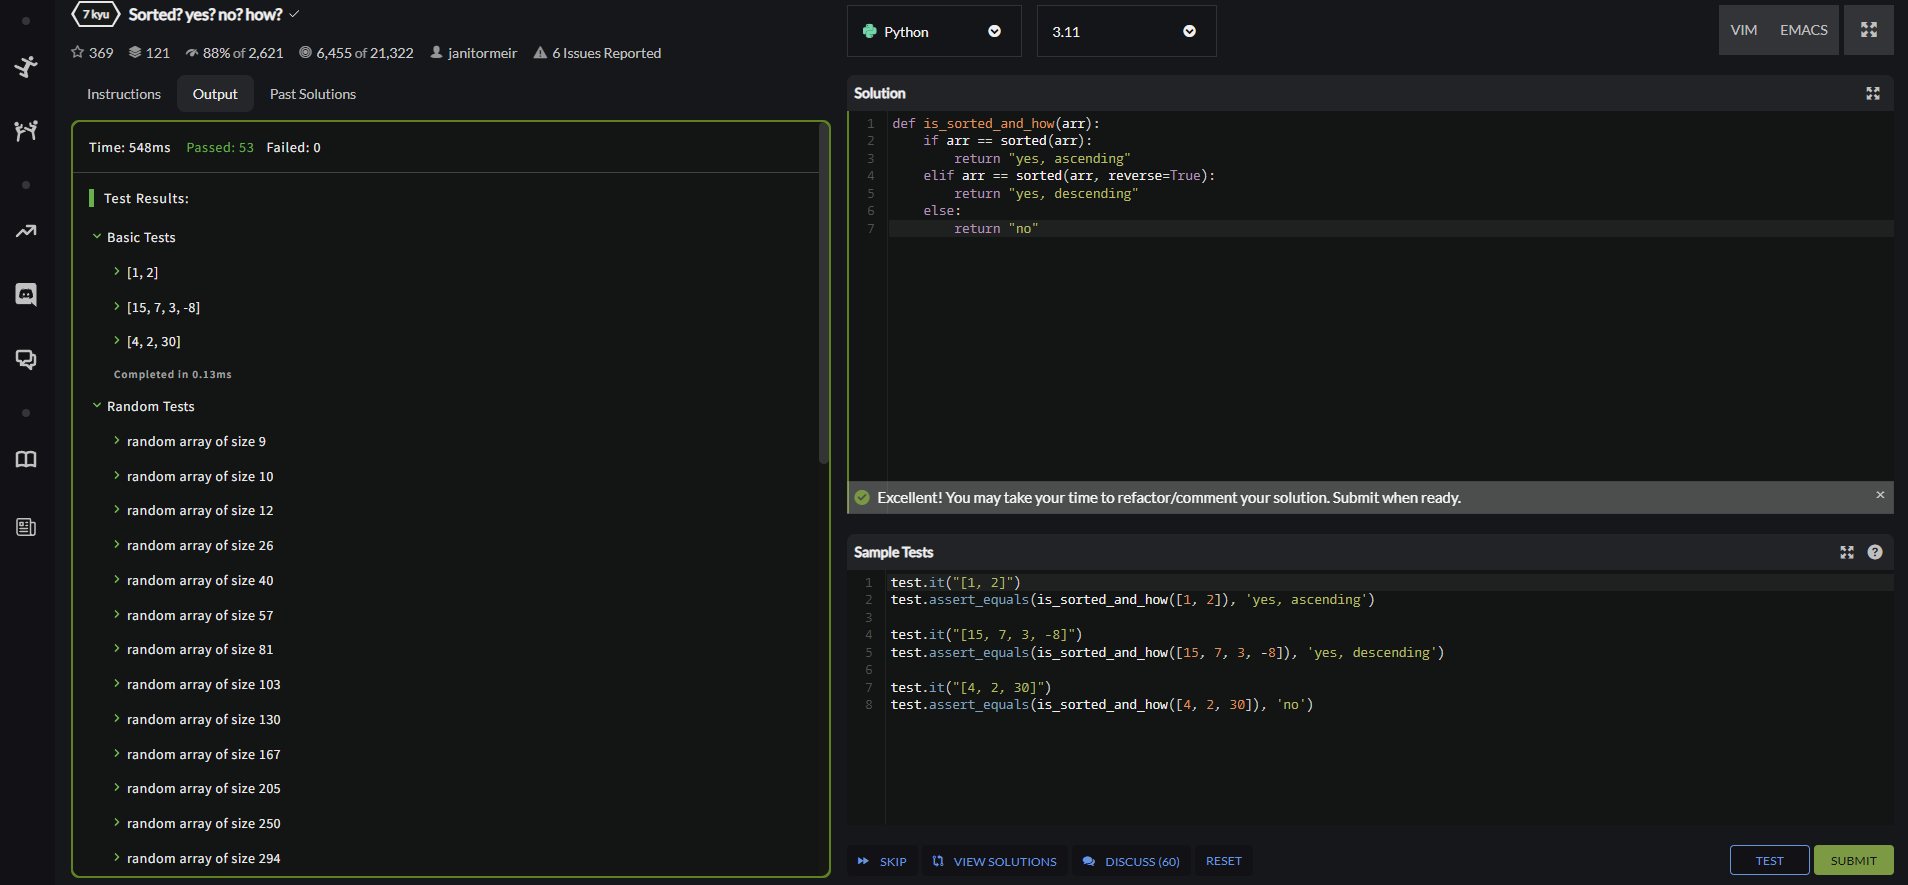 7 kyu Sorted? yes? no? how?
369 121 88% of 2,621 6,455 of 21,322 janitormeir 6 Issues Reported
Instructions Output Past Solutions
Time: 548ms Passed: 53 Failed: 0
Test Results:
Basic Tests
[1, 2]
[15, 7, 3, -8]
[4, 2, 30]
Completed in 0.13ms
Random Tests
random array of size 9
random array of size 10
random array of size 12
random array of size 26
random array of size 40
random array of size 57
random array of size 81
random array of size 103
random array of size 130
random array of size 167
random array of size 205
random array of size 250
random array of size 294
Python 3.11 VIM EMACS
Solution
1 def is_sorted_and_how(arr):
2     if arr == sorted(arr):
3         return "yes, ascending"
4     elif arr == sorted(arr, reverse=True):
5         return "yes, descending"
6     else:
7         return "no"
Excellent! You may take your time to refactor/comment your solution. Submit when ready. ×
Sample Tests ?
1 test.it("[1, 2]")
2 test.assert_equals(is_sorted_and_how([1, 2]), 'yes, ascending')
3
4 test.it("[15, 7, 3, -8]")
5 test.assert_equals(is_sorted_and_how([15, 7, 3, -8]), 'yes, descending')
6
7 test.it("[4, 2, 30]")
8 test.assert_equals(is_sorted_and_how([4, 2, 30]), 'no')
SKIP VIEW SOLUTIONS DISCUSS (60) RESET TEST SUBMIT